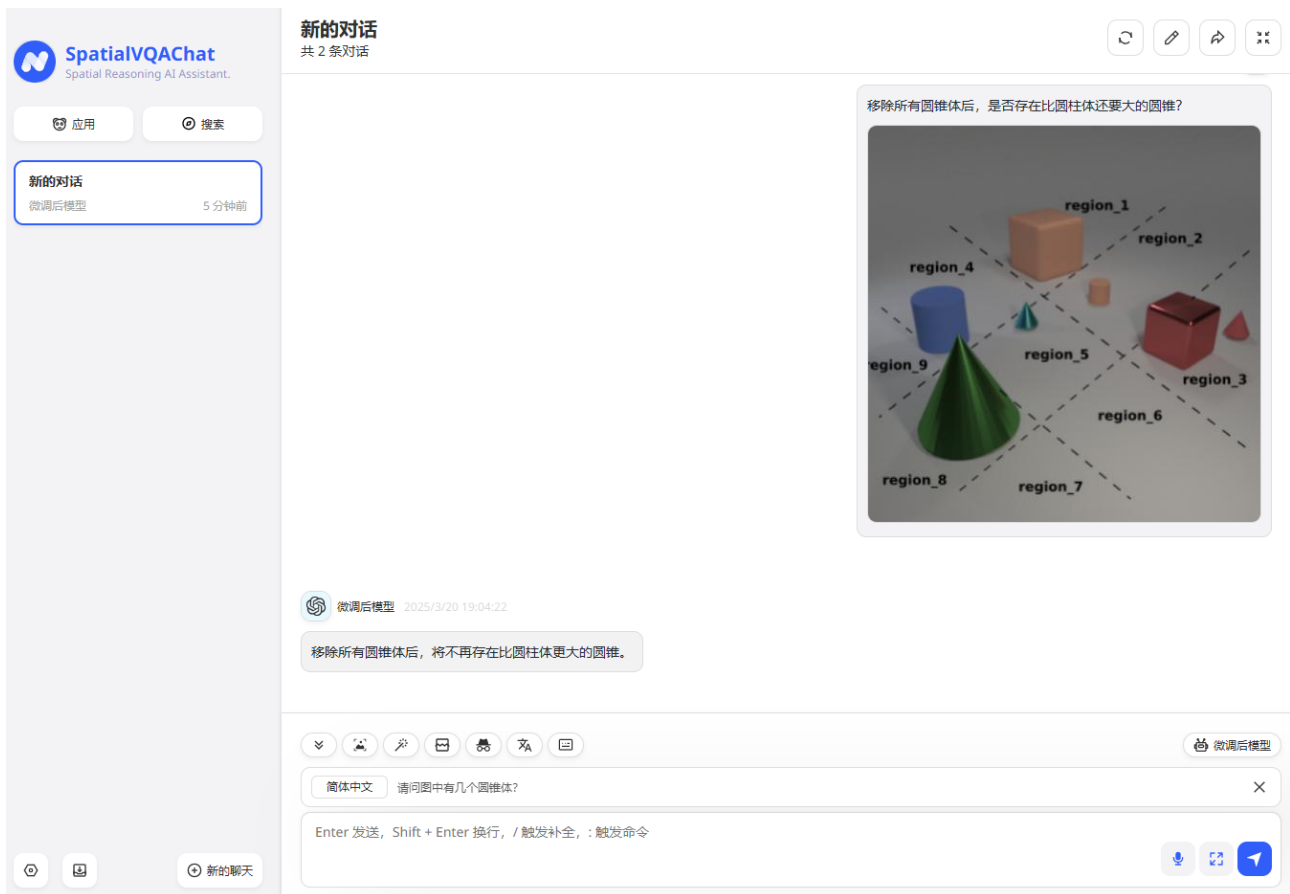 SpatialVQAChat
Spatial Reasoning AI Assistant.
应用
搜索
新的对话
微调后模型
5 分钟前
新的聊天
新的对话
共 2 条对话
移除所有圆锥体后，是否存在比圆柱体还要大的圆锥？
region_1
region_2
region_4
region_5
egion_9
region_3
region_6
region_8
region_7
微调后模型 2025/3/20 19:04:22
移除所有圆锥体后，将不再存在比圆柱体更大的圆锥。
微调后模型
简体中文 请问图中有几个圆锥体？
Enter 发送，Shift + Enter 换行，/ 触发补全，: 触发命令